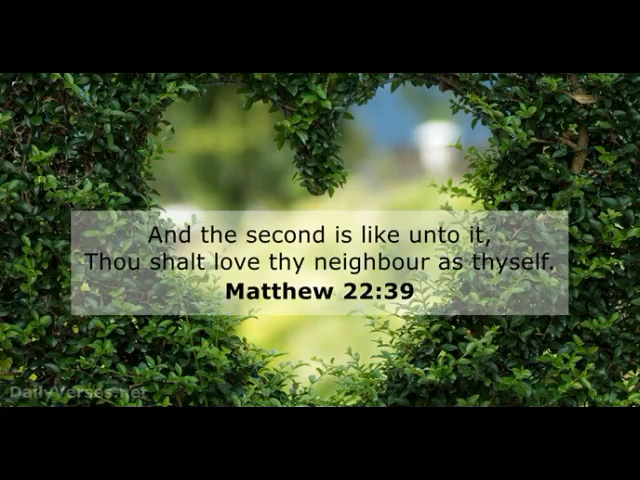 And the second is like unto it,
Thou shalt love thy neighbour as thyself.
Matthew 22:39
DailyVerses.net